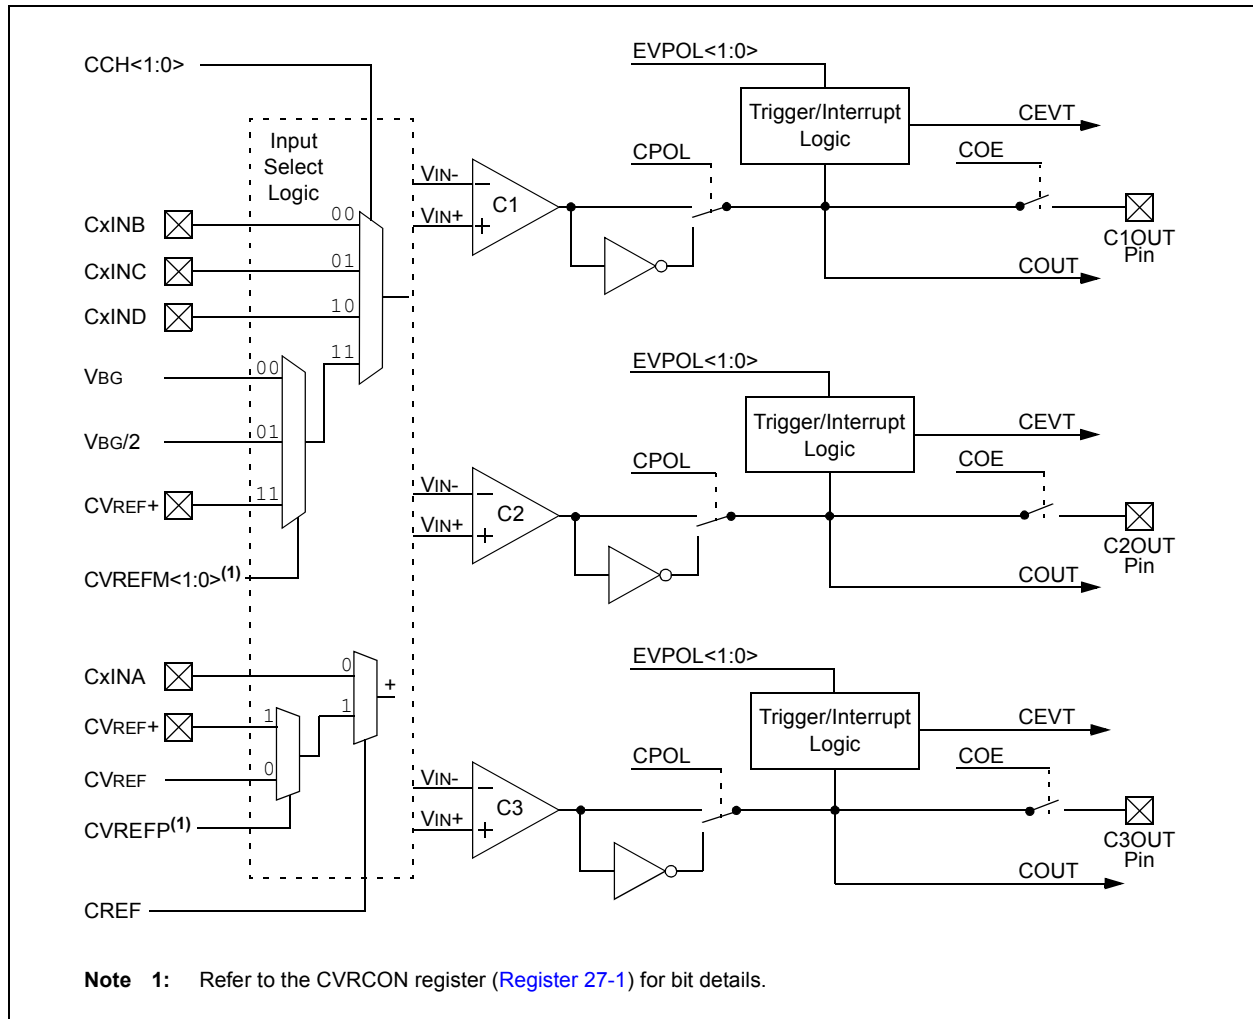 CCH<1:0>
Input
Select
Logic
CxINB
00
CxINC
01
CxIND
10
11
VBG
00
VBG/2
01
CVREF+
11
CVREFM<1:0>(1)
CxINA
0
+
CVREF+
1
1
CVREF
0
CVREFP(1)
CREF
EVPOL<1:0>
Trigger/Interrupt
Logic
CEVT
CPOL
COE
VIN-
−
C1
VIN+
+
C1OUT
Pin
COUT
EVPOL<1:0>
Trigger/Interrupt
Logic
CEVT
CPOL
COE
VIN-
−
C2
VIN+
+
C2OUT
Pin
COUT
EVPOL<1:0>
Trigger/Interrupt
Logic
CEVT
CPOL
COE
VIN-
−
C3
VIN+
+
C3OUT
Pin
COUT
Note 1: Refer to the CVRCON register (Register 27-1) for bit details.